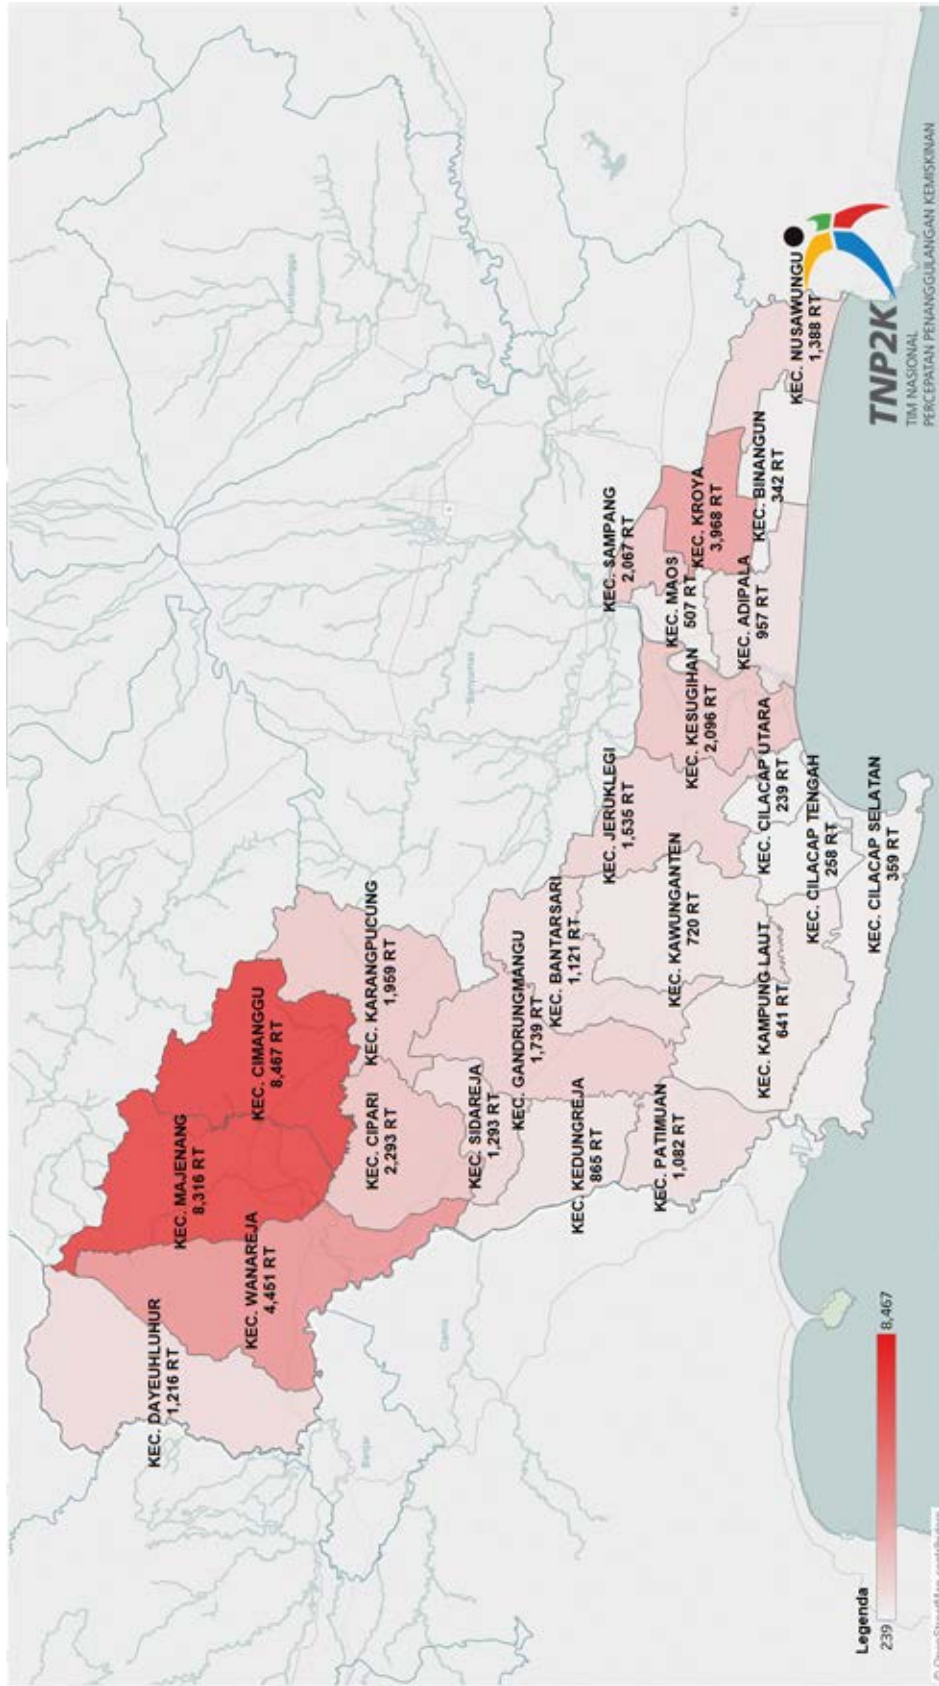 KEC. DAYEUHLUHUR
1,216 RT
KEC. MAJENANG
8,316 RT
KEC. WANAREJA
4,451 RT
KEC. CIMANGGU
8,467 RT
KEC. CIPARI
2,293 RT
KEC. KARANGPUCUNG
1,959 RT
KEC. SIDAREJA
1,293 RT
KEC. GANDRUNGMANGU
1,739 RT
KEC. BANTARSARI
1,121 RT
KEC. KEDUNGREJA
865 RT
KEC. PATIMUAN
1,082 RT
KEC. KAWUNGANTEN
720 RT
KEC. JERUKLEGI
1,535 RT
KEC. KAMPUNG LAUT
641 RT
KEC. KESUGIHAN
2,096 RT
KEC. CILACAP UTARA
239 RT
KEC. CILACAP TENGAH
258 RT
KEC. CILACAP SELATAN
359 RT
KEC. SAMPANG
2,067 RT
KEC. MAOS
507 RT
KEC. KROYA
3,968 RT
KEC. ADIPALA
957 RT
KEC. BINANGUN
342 RT
KEC. NUSAWUNGU
1,388 RT
Banyumas
Purbalingga
Ciamis
Banjar
Legenda
239
8,467
TNP2K
TIM NASIONAL
PERCEPATAN PENANGGULANGAN KEMISKINAN